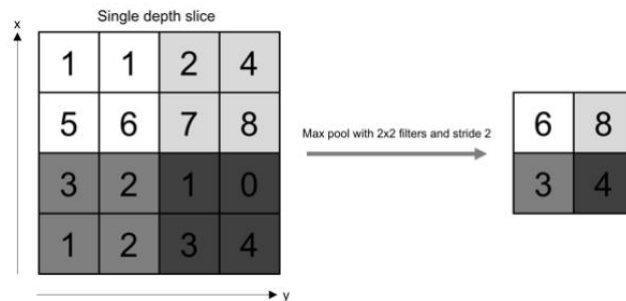 x
Single depth slice
1 1 2 4
5 6 7 8
3 2 1 0
1 2 3 4
y
Max pool with 2x2 filters and stride 2
6 8
3 4